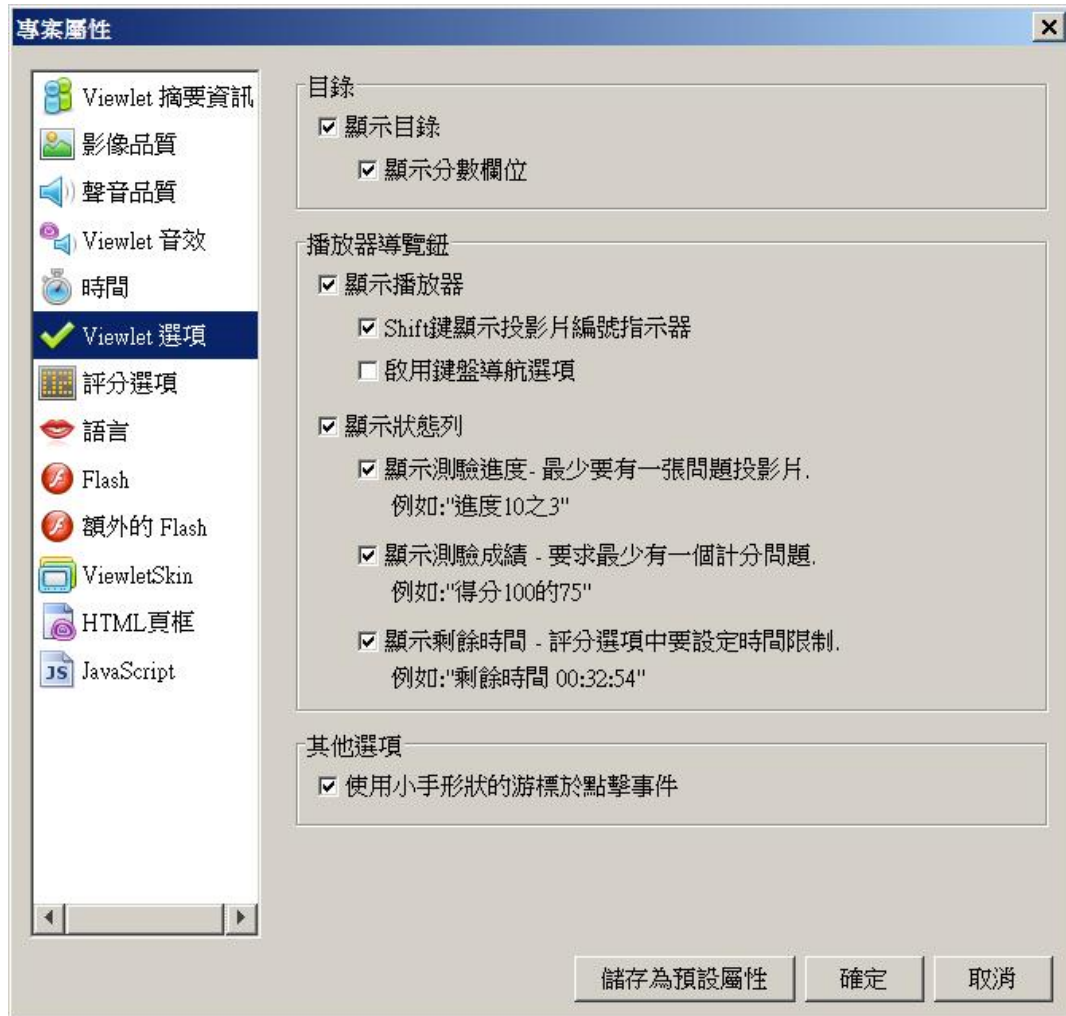 專案屬性
Viewlet 摘要資訊
影像品質
聲音品質
Viewlet 音效
時間
Viewlet 選項
評分選項
語言
Flash
額外的 Flash
ViewletSkin
HTML頁框
JS JavaScript
目錄
顯示目錄
顯示分數欄位
播放器導覽鈕
顯示播放器
Shift鍵顯示投影片編號指示器
啟用鍵盤導航選項
顯示狀態列
顯示測驗進度- 最少要有一張問題投影片.
例如:"進度10之3"
顯示測驗成績 - 要求最少有一個計分問題.
例如:"得分100的75"
顯示剩餘時間 - 評分選項中要設定時間限制.
例如:"剩餘時間 00:32:54"
其他選項
使用小手形狀的游標於點擊事件
儲存為預設屬性
確定
取消